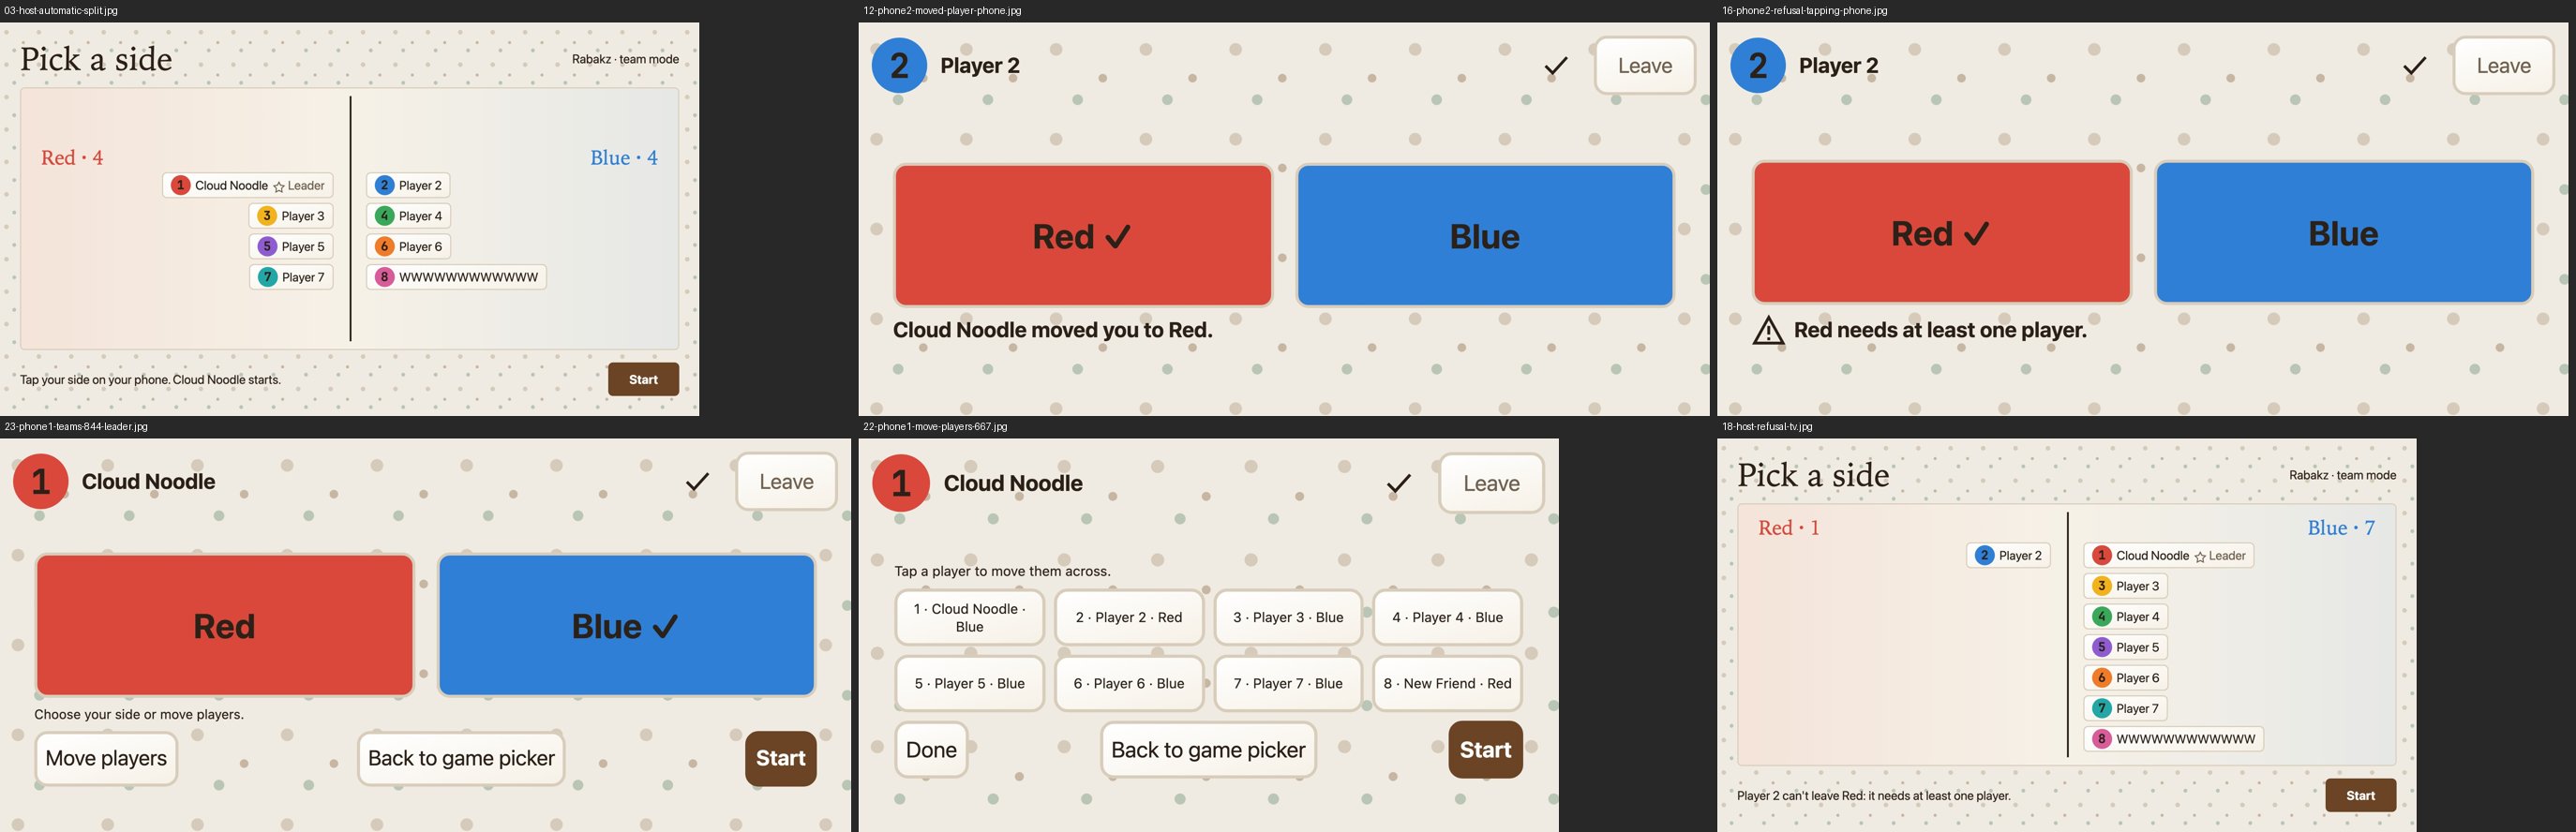 03-host-automatic-split.jpg
Pick a side
Rabakz · team mode
Red · 4
Blue · 4
1 Cloud Noodle ☆ Leader
2 Player 2
3 Player 3
4 Player 4
5 Player 5
6 Player 6
7 Player 7
8 WWWWWWWWWWWW
Tap your side on your phone. Cloud Noodle starts.
Start
12-phone2-moved-player-phone.jpg
2 Player 2
Leave
Red ✓
Blue
Cloud Noodle moved you to Red.
16-phone2-refusal-tapping-phone.jpg
2 Player 2
Leave
Red ✓
Blue
Red needs at least one player.
23-phone1-teams-844-leader.jpg
1 Cloud Noodle
Leave
Red
Blue ✓
Choose your side or move players.
Move players
Back to game picker
Start
22-phone1-move-players-667.jpg
1 Cloud Noodle
Leave
Tap a player to move them across.
1 · Cloud Noodle ·
Blue
2 · Player 2 · Red
3 · Player 3 · Blue
4 · Player 4 · Blue
5 · Player 5 · Blue
6 · Player 6 · Blue
7 · Player 7 · Blue
8 · New Friend · Red
Done
Back to game picker
Start
18-host-refusal-tv.jpg
Pick a side
Rabakz · team mode
Red · 1
Blue · 7
2 Player 2
1 Cloud Noodle ☆ Leader
3 Player 3
4 Player 4
5 Player 5
6 Player 6
7 Player 7
8 WWWWWWWWWWWW
Player 2 can't leave Red: it needs at least one player.
Start